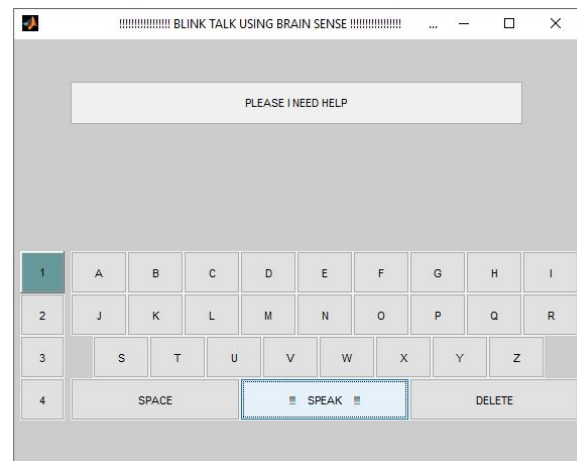 !!!!!!!!!!!!!!!!! BLINK TALK USING BRAIN SENSE !!!!!!!!!!!!!!!!! ...
PLEASE I NEED HELP
1 A B C D E F G H I
2 J K L M N O P Q R
3 S T U V W X Y Z
4 SPACE !!! SPEAK !!! DELETE